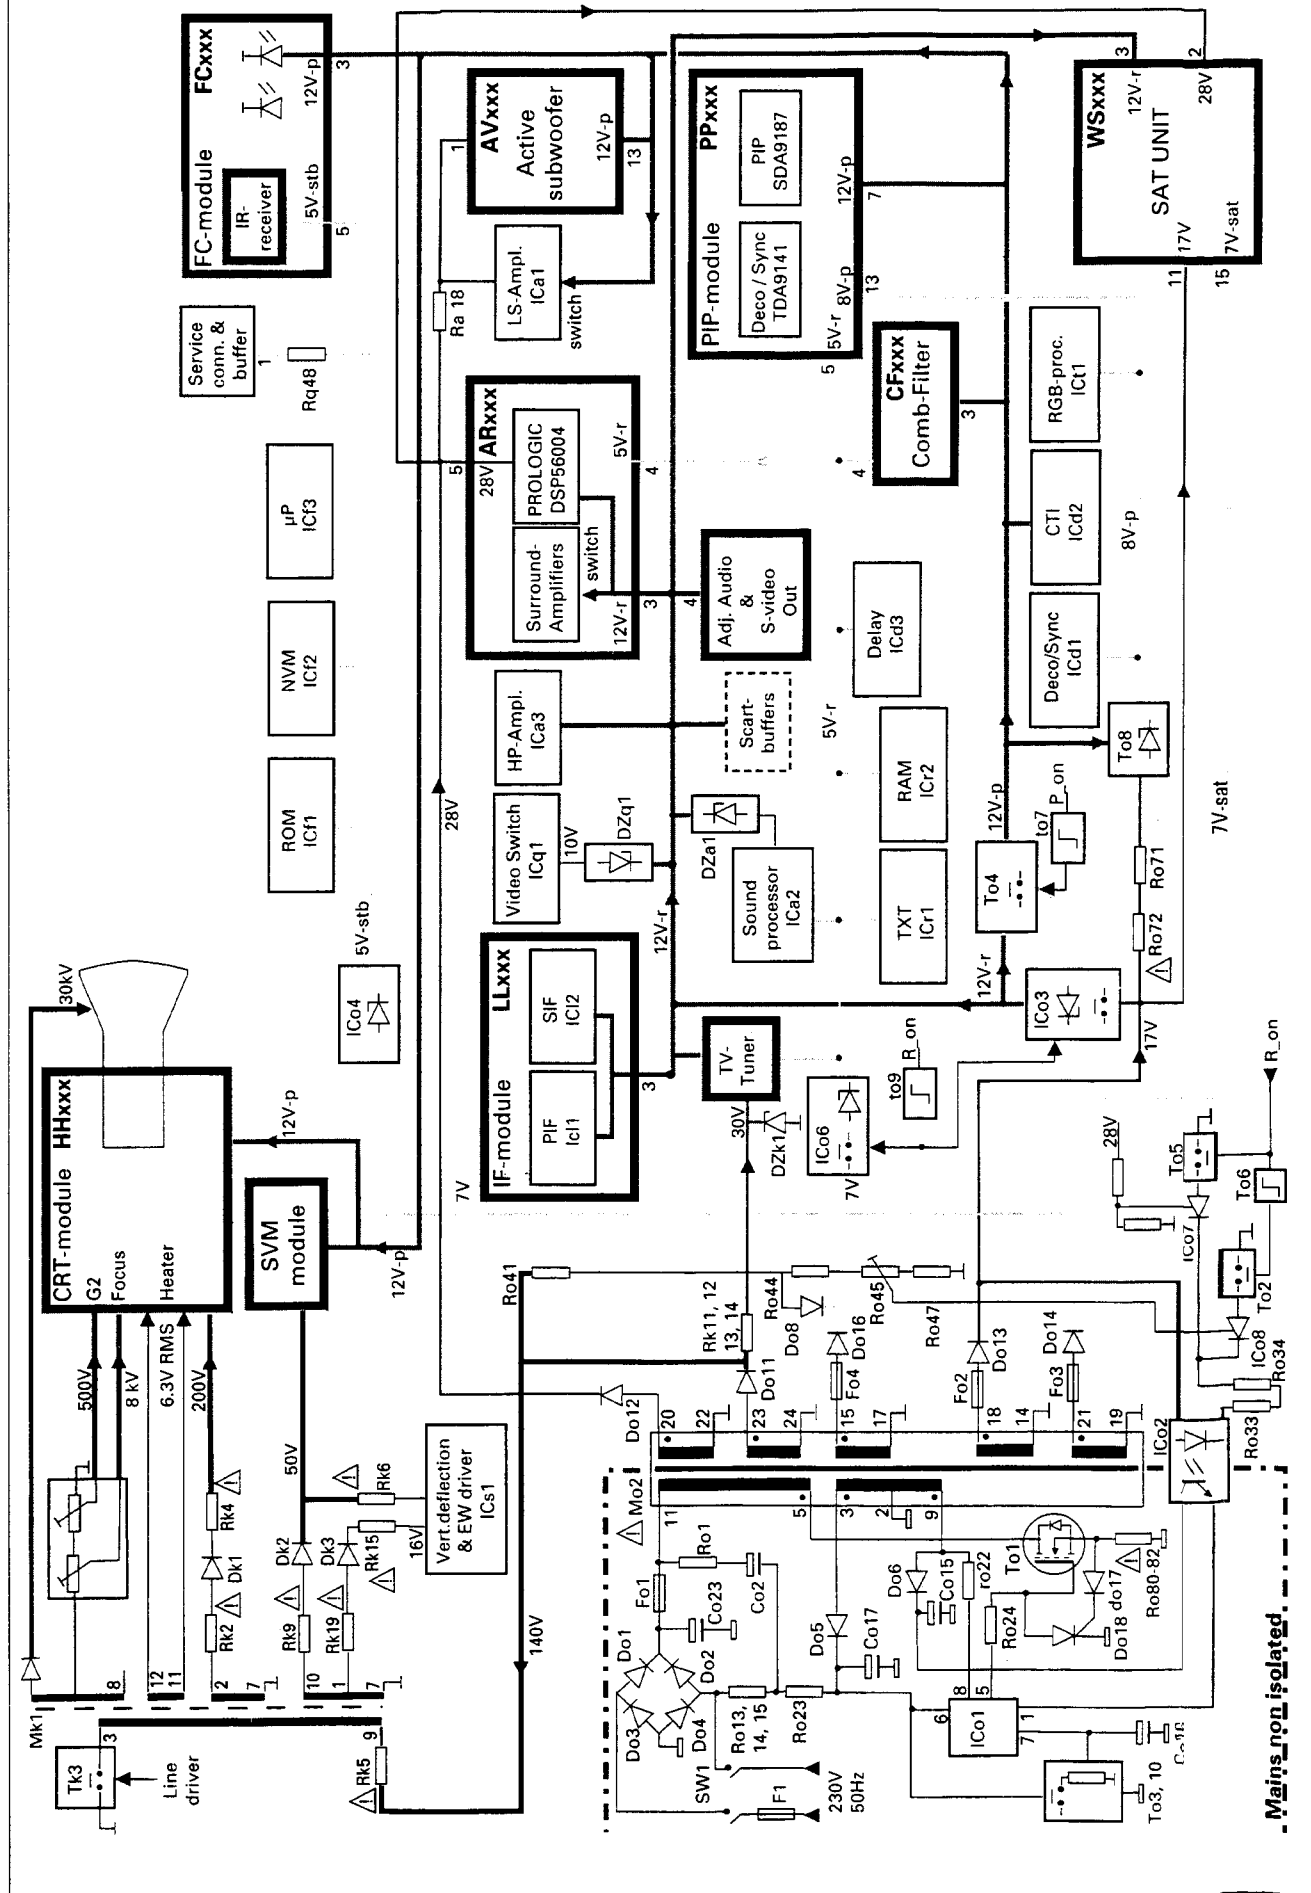 FC-module
FCxxx
IR-
receiver
5V-stb
12V-p
5
3
Service
conn. &
buffer
1
Rq48
AVxxx
Active
subwoofer
1
12V-p
13
Ra 18
LS-Ampl.
ICa1
switch
PPxxx
PIP-module
PIP
SDA9187
Deco / Sync
TDA9141
12V-p
7
8V-p
13
5V-r
5
WSxxx
SAT UNIT
12V-r
3
28V
2
17V
11
7V-sat
15
µP
ICf3
NVM
ICf2
ROM
ICf1
ICo4
5V-stb
ARxxx
28V
5
PROLOGIC
DSP56004
Surround-
Amplifiers
switch
5V-r
4
12V-r
3
CFxxx
Comb-Filter
3
4
RGB-proc.
ICt1
CTI
ICd2
Deco/Sync
ICd1
8V-p
Adj. Audio
&
S-video
Out
4
Delay
ICd3
HP-Ampl.
ICa3
Scart-
buffers
5V-r
28V
Video Switch
ICq1
10V
DZq1
DZa1
Sound
processor
ICa2
RAM
ICr2
TXT
ICr1
12V-p
To4
to7
P_on
To8
Ro71
Ro72
7V-sat
12V-r
LLxxx
IF-module
SIF
ICl2
PIF
Icl1
3
7V
TV-
Tuner
30V
DZk1
ICo6
7V
to9
R_on
12V-r
ICo3
17V
30kV
CRT-module
HHxxx
G2
Focus
Heater
500V
8 kV
6.3V RMS
200V
12V-p
SVM
module
12V-p
50V
Mk1
8
12
11
2
7
10
1
7
3
9
Rk2
Dk1
Rk4
Rk9
Dk2
Rk6
Rk19
Dk3
Rk15
16V
Vert.deflection
& EW driver
ICs1
Tk3
Line
driver
Rk5
140V
Ro41
Rk11, 12
13, 14
Ro44
Do8
Ro45
Ro47
Do12
Do11
Do16
Fo4
Do13
Fo2
Do14
Fo3
20
22
23
24
15
17
18
14
21
19
Mo2
11
5
3
2
9
28V
ICo7
To5
R_on
To6
To2
ICo8
Ro34
Ro33
ICo2
Fo1
Ro1
Co23
Co2
Do1
Do2
Do3
Do4
Ro13,
14, 15
Ro23
Do5
Co17
Do6
Co15
ro22
Ro24
To1
do17
Do18
Ro80-82
ICo1
6
8
5
7
1
SW1
F1
230V
50Hz
To3, 10
Mains non isolated